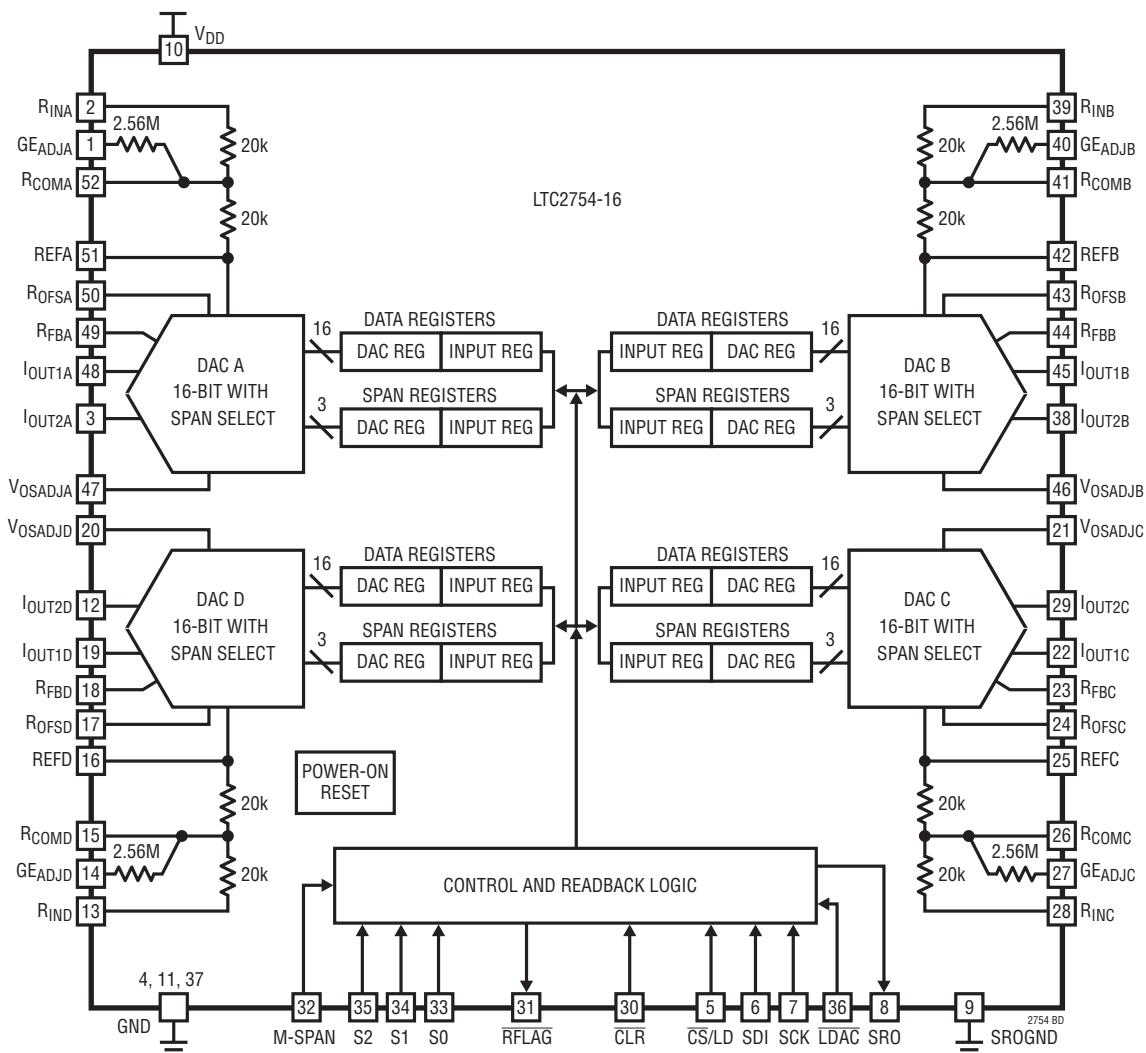 VDD
10
RINA 2
2.56M
GEADJA 1
20k
RCOMA 52
20k
REFA 51
ROFSA 50
RFBA 49
IOUT1A 48
IOUT2A 3
VOSADJA 47
DAC A
16-BIT WITH
SPAN SELECT
16
DATA REGISTERS
DAC REG INPUT REG
3
SPAN REGISTERS
DAC REG INPUT REG
LTC2754-16
39 RINB
2.56M
40 GEADJB
20k
41 RCOMB
20k
42 REFB
43 ROFSB
44 RFBB
45 IOUT1B
38 IOUT2B
46 VOSADJB
DATA REGISTERS
16
INPUT REG DAC REG
SPAN REGISTERS
3
INPUT REG DAC REG
DAC B
16-BIT WITH
SPAN SELECT
VOSADJD 20
IOUT2D 12
IOUT1D 19
RFBD 18
ROFSD 17
REFD 16
20k
RCOMD 15
2.56M
GEADJD 14
20k
RIND 13
DAC D
16-BIT WITH
SPAN SELECT
16
DATA REGISTERS
DAC REG INPUT REG
3
SPAN REGISTERS
DAC REG INPUT REG
DATA REGISTERS
16
INPUT REG DAC REG
SPAN REGISTERS
3
INPUT REG DAC REG
DAC C
16-BIT WITH
SPAN SELECT
21 VOSADJC
29 IOUT2C
22 IOUT1C
23 RFBC
24 ROFSC
25 REFC
20k
26 RCOMC
2.56M
27 GEADJC
20k
28 RINC
POWER-ON
RESET
CONTROL AND READBACK LOGIC
4, 11, 37
GND
32 35 34 33 31 30 5 6 7 36 8 9
M-SPAN S2 S1 S0 RFLAG CLR CS/LD SDI SCK LDAC SRO SROGND
2754 BD